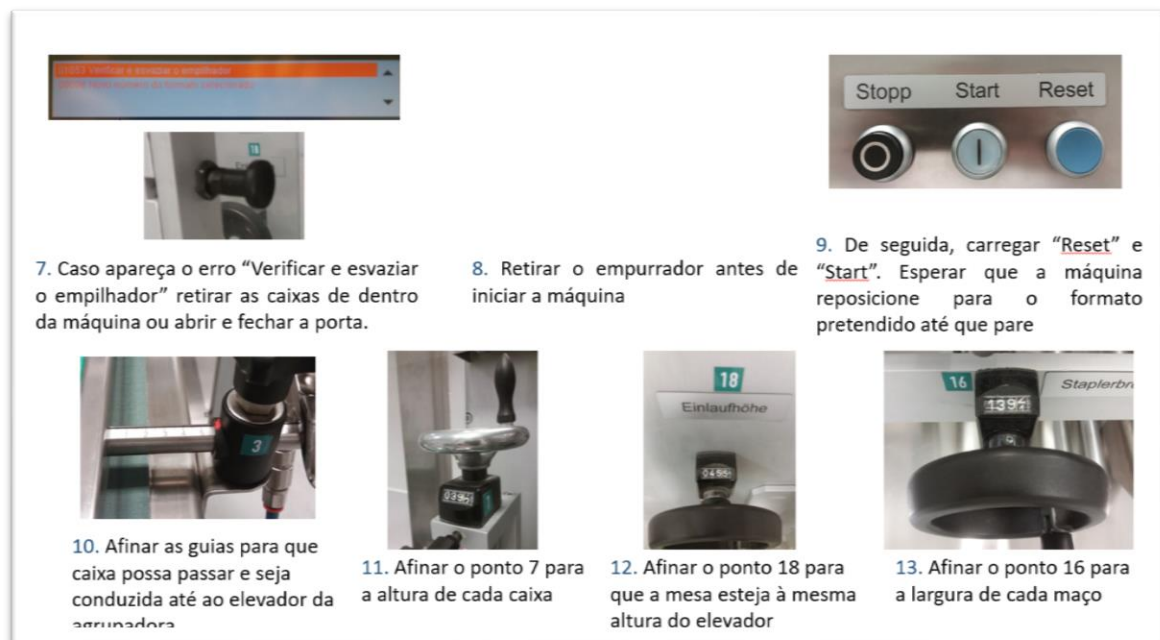 Verificar e esvaziar o empilhador
Stopp Start Reset
7. Caso apareça o erro “Verificar e esvaziar
o empilhador” retirar as caixas de dentro
da máquina ou abrir e fechar a porta.
8. Retirar o empurrador antes de
iniciar a máquina
9. De seguida, carregar “Reset” e
“Start”. Esperar que a máquina
reposicione para o formato
pretendido até que pare
3
18
Einlaufhöhe
16
10. Afinar as guias para que
caixa possa passar e seja
conduzida até ao elevador da
agrupadora
11. Afinar o ponto 7 para
a altura de cada caixa
12. Afinar o ponto 18 para
que a mesa esteja à mesma
altura do elevador
13. Afinar o ponto 16 para
a largura de cada maço